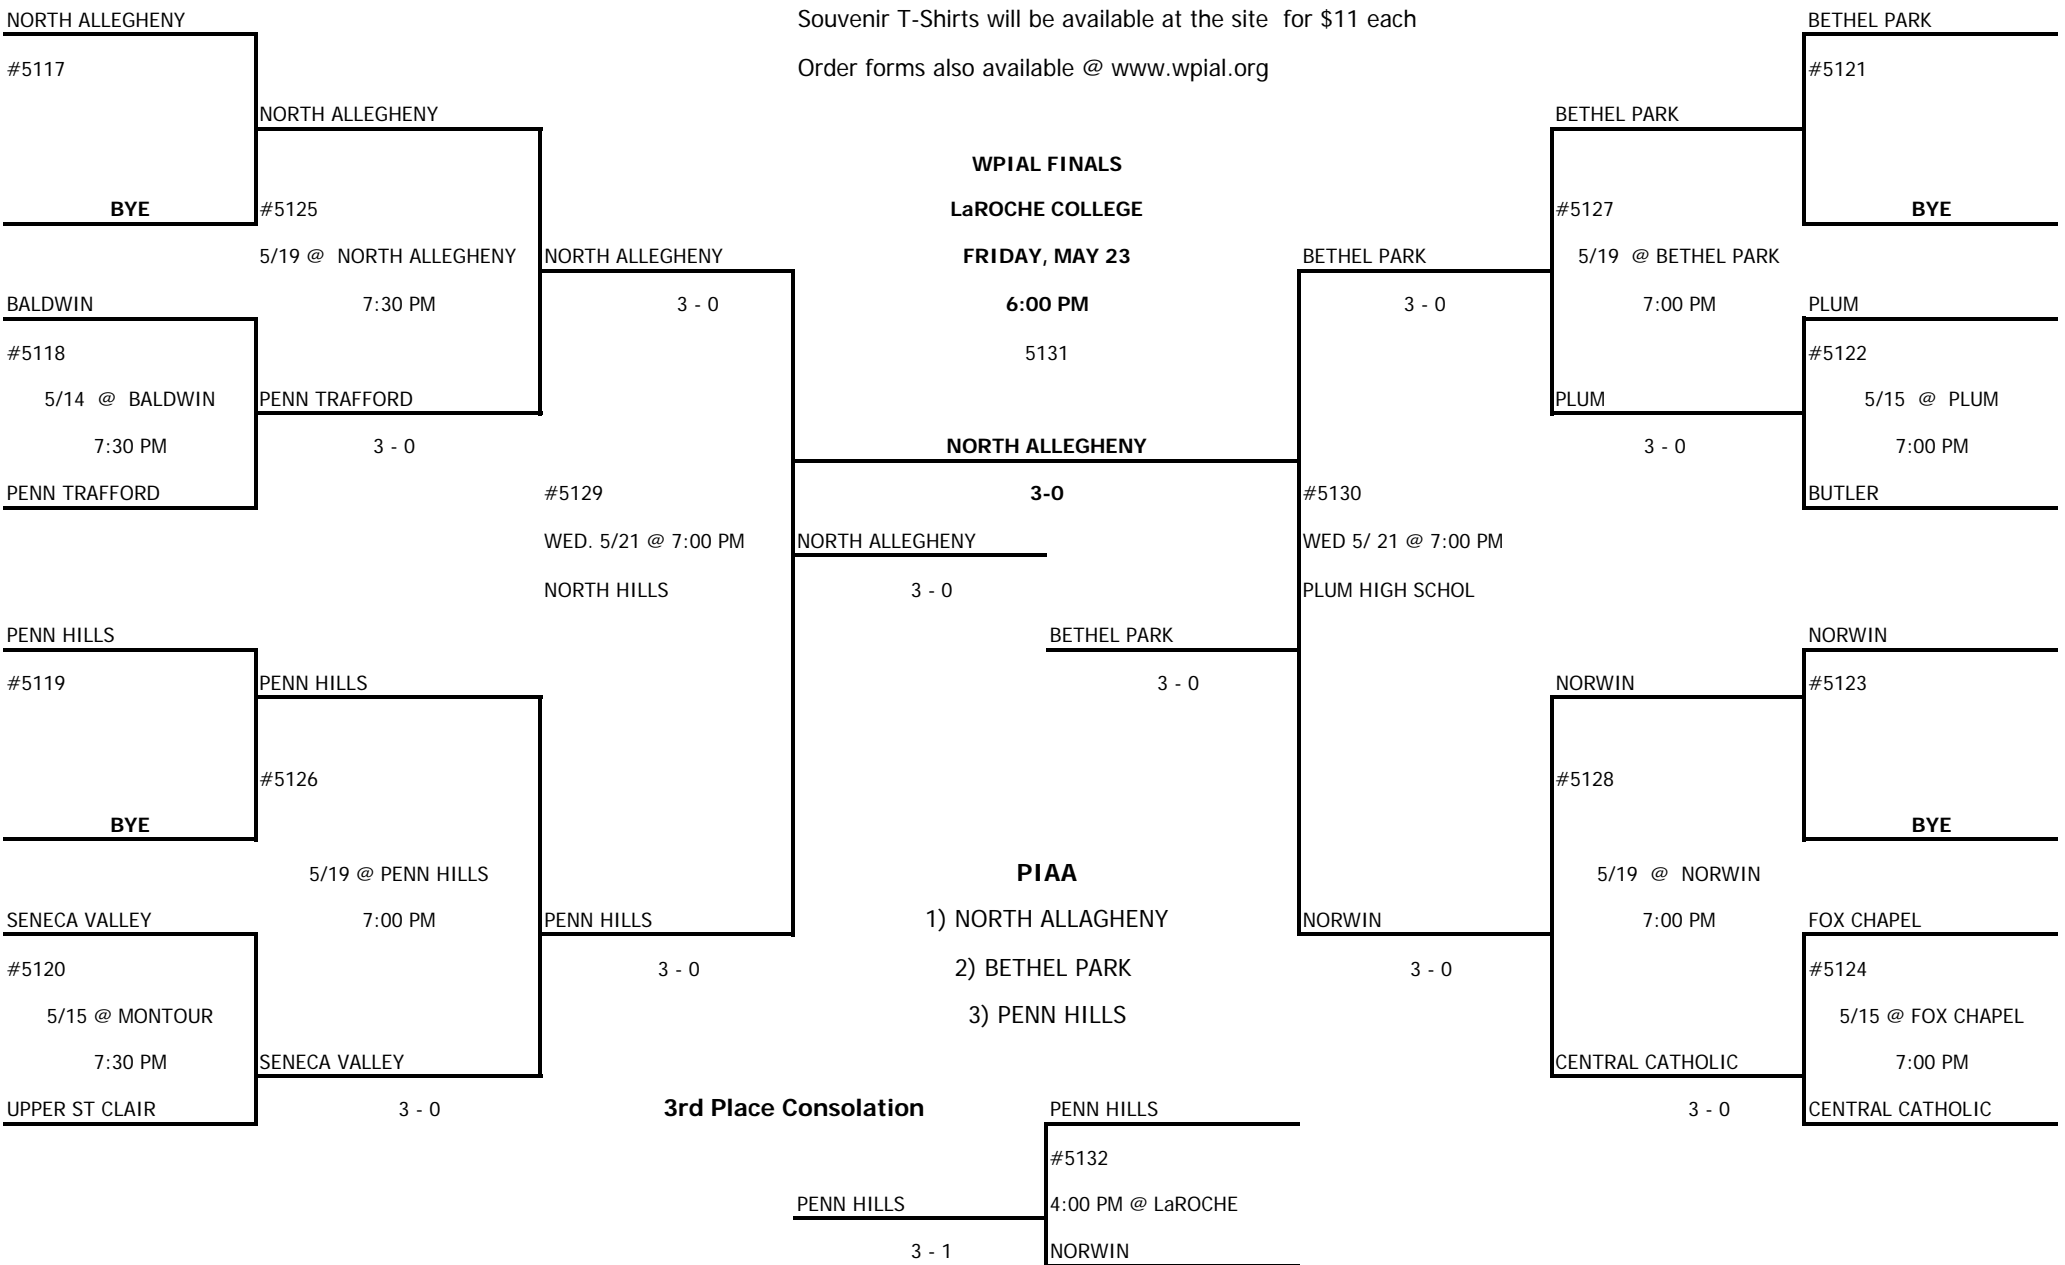 NORTH ALLEGHENY
Souvenir T-Shirts will be available at the site for $11 each
BETHEL PARK
#5117
Order forms also available @ www.wpial.org
#5121
NORTH ALLEGHENY
BETHEL PARK
WPIAL FINALS
BYE
#5125
LaROCHE COLLEGE
#5127
BYE
5/19 @ NORTH ALLEGHENY
NORTH ALLEGHENY
FRIDAY, MAY 23
BETHEL PARK
5/19 @ BETHEL PARK
BALDWIN
7:30 PM
3 - 0
6:00 PM
3 - 0
7:00 PM
PLUM
#5118
5131
#5122
5/14 @ BALDWIN
PENN TRAFFORD
PLUM
5/15 @ PLUM
7:30 PM
3 - 0
NORTH ALLEGHENY
3 - 0
7:00 PM
PENN TRAFFORD
#5129
3-0
#5130
BUTLER
WED. 5/21 @ 7:00 PM
NORTH ALLEGHENY
WED 5/ 21 @ 7:00 PM
NORTH HILLS
3 - 0
PLUM HIGH SCHOL
PENN HILLS
BETHEL PARK
NORWIN
#5119
PENN HILLS
3 - 0
NORWIN
#5123
#5126
#5128
BYE
BYE
5/19 @ PENN HILLS
PIAA
5/19 @ NORWIN
SENECA VALLEY
7:00 PM
PENN HILLS
1) NORTH ALLAGHENY
NORWIN
7:00 PM
FOX CHAPEL
#5120
3 - 0
2) BETHEL PARK
3 - 0
#5124
5/15 @ MONTOUR
3) PENN HILLS
5/15 @ FOX CHAPEL
7:30 PM
SENECA VALLEY
CENTRAL CATHOLIC
7:00 PM
UPPER ST CLAIR
3 - 0
3rd Place Consolation
PENN HILLS
3 - 0
CENTRAL CATHOLIC
#5132
PENN HILLS
4:00 PM @ LaROCHE
3 - 1
NORWIN